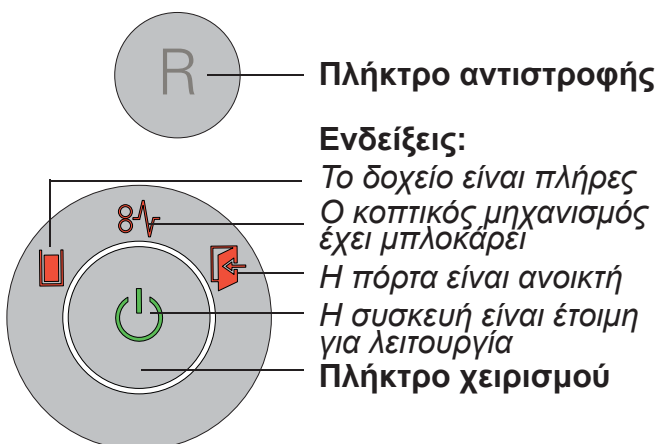 R
Πλήκτρο αντιστροφής
Ενδείξεις:
Το δοχείο είναι πλήρες
Ο κοπτικός μηχανισμός
έχει μπλοκάρει
Η πόρτα είναι ανοικτή
Η συσκευή είναι έτοιμη
για λειτουργία
Πλήκτρο χειρισμού